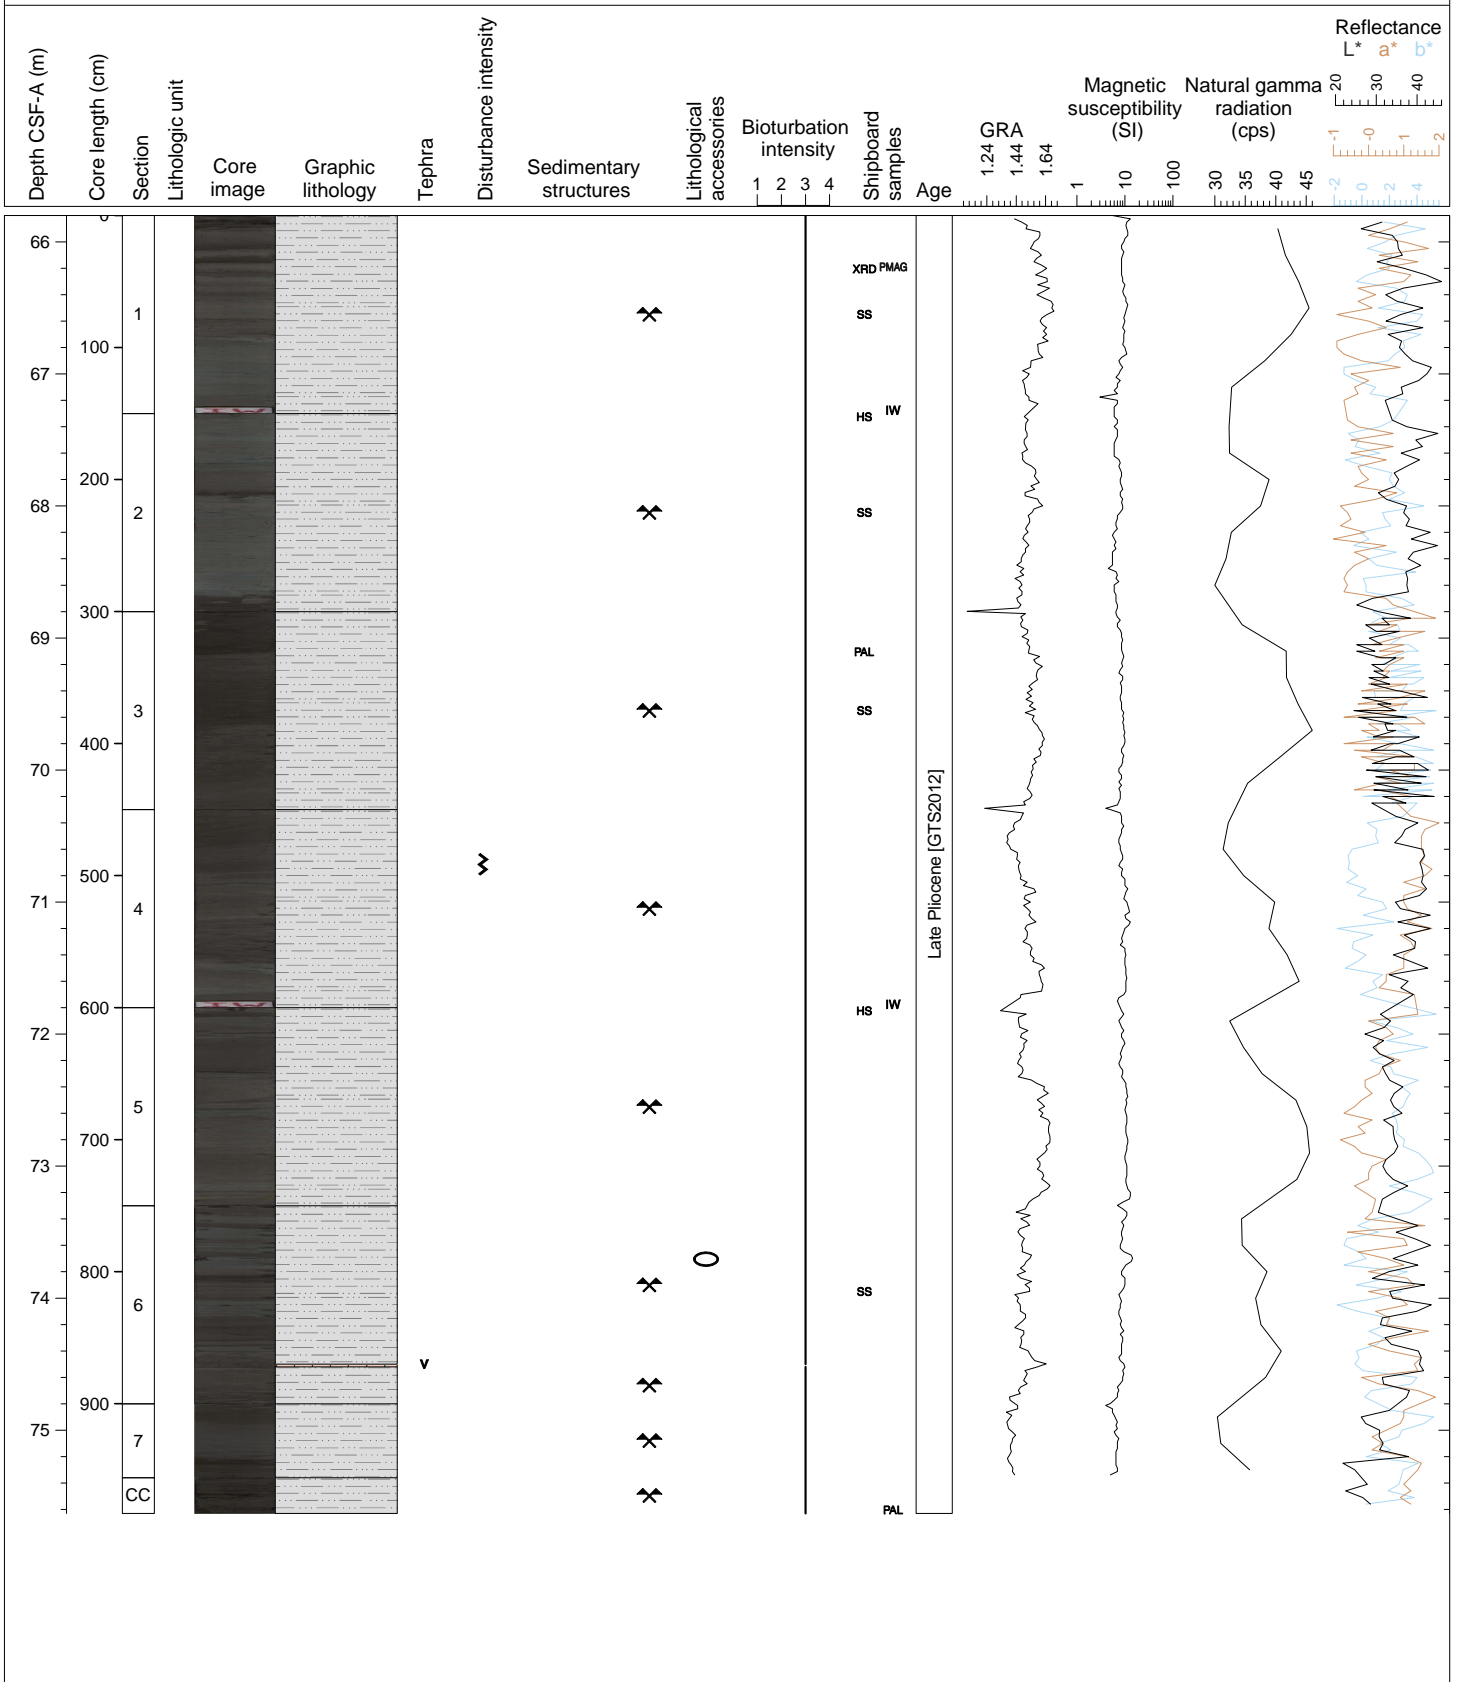 Depth CSF-A (m)
Core length (cm)
Section
Lithologic unit
Core
image
Graphic
lithology
Tephra
Disturbance intensity
Sedimentary
structures
Lithological
accessories
Bioturbation
intensity
1 2 3 4
Shipboard
samples
Age
GRA
1.24 1.44 1.64
Magnetic
susceptibility
(SI)
1 10 100
Natural gamma
radiation
(cps)
30 35 40 45
Reflectance
L* a* b*
20 30 40
-1 -0 1 2
-2 0 2 4
0
66
XRD PMAG
1
SS
100
67
HS IW
200
68
2
SS
300
69
PAL
3
SS
400
70
Late Pliocene [GTS2012]
500
71
4
600
HS IW
72
5
700
73
800
74
6
SS
V
900
75
7
CC
PAL